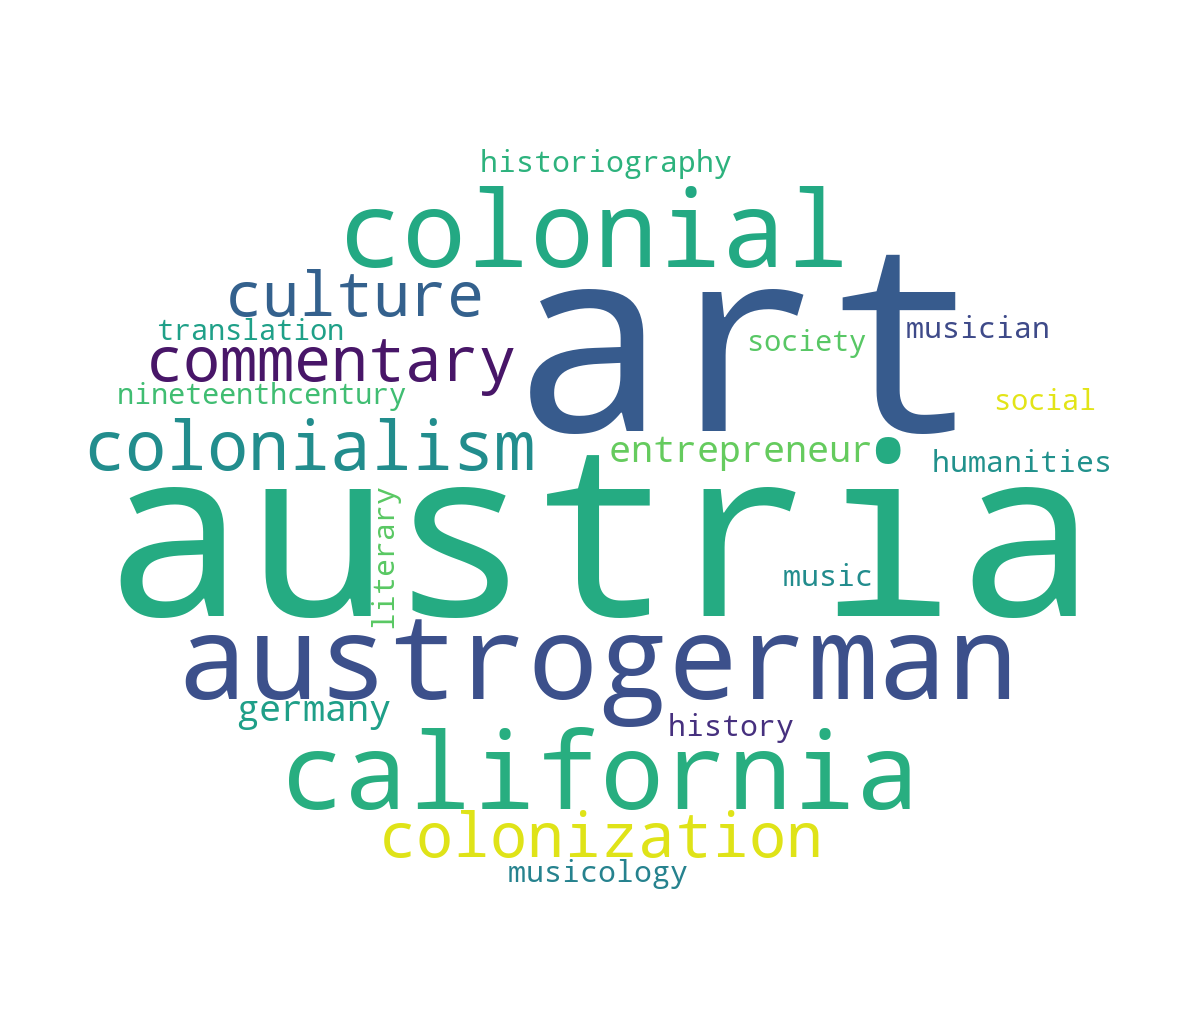 historiography
colonial
art
culture
translation
society
musician
commentary
nineteenthcentury
social
colonialism
entrepreneur
humanities
austria
literary
music
austrogerman
germany
history
california
colonization
musicology